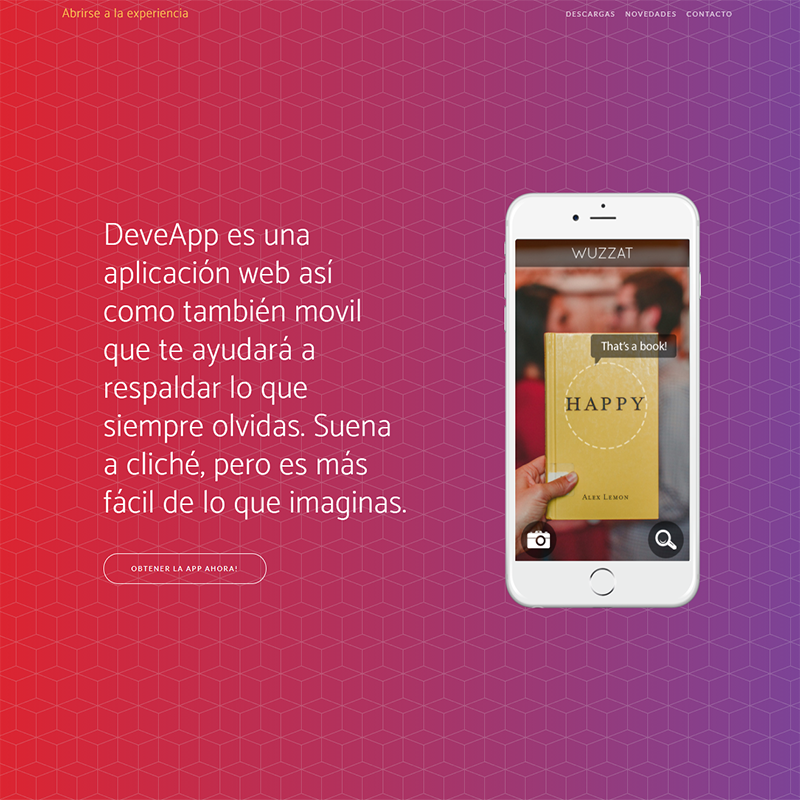 Abrirse a la experiencia
DESCARGAS NOVEDADES CONTACTO
DeveApp es una
aplicación web así
como también movil
que te ayudará a
respaldar lo que
siempre olvidas. Suena
a cliché, pero es más
fácil de lo que imaginas.
OBTENER LA APP AHORA!
WUZZAT
That's a book!
HAPPY
ALEX LEMON